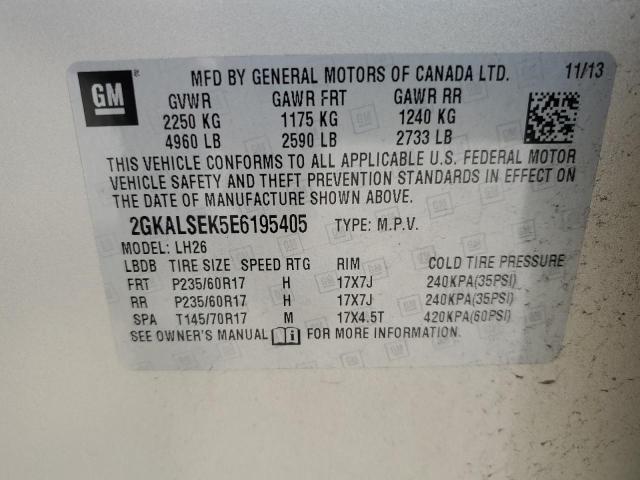 GM ® MFD BY GENERAL MOTORS OF CANADA LTD. 11/13
GVWR GAWR FRT GAWR RR
2250 KG 1175 KG 1240 KG
4960 LB 2590 LB 2733 LB
THIS VEHICLE CONFORMS TO ALL APPLICABLE U.S. FEDERAL MOTOR
VEHICLE SAFETY AND THEFT PREVENTION STANDARDS IN EFFECT ON
THE DATE OF MANUFACTURE SHOWN ABOVE.
2GKALSEK5E6195405 TYPE: M.P.V.
MODEL: LH26
LBDB TIRE SIZE SPEED RTG RIM COLD TIRE PRESSURE
FRT P235/60R17 H 17X7J 240KPA(35PSI)
RR P235/60R17 H 17X7J 240KPA(35PSI)
SPA T145/70R17 M 17X4.5T 420KPA(60PSI)
SEE OWNER'S MANUAL FOR MORE INFORMATION.